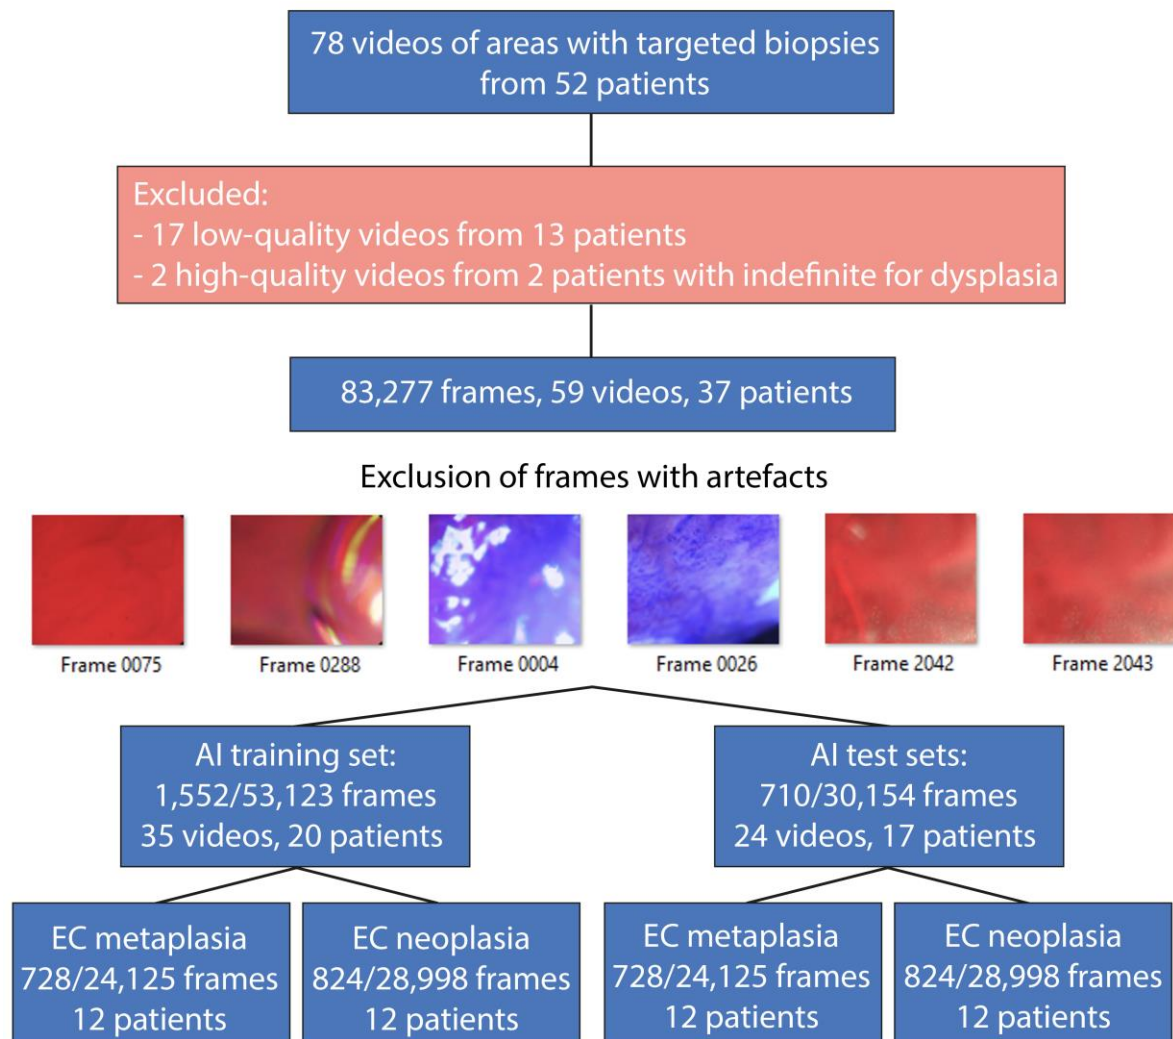 78 videos of areas with targeted biopsies
from 52 patients
Excluded:
- 17 low-quality videos from 13 patients
- 2 high-quality videos from 2 patients with indefinite for dysplasia
83,277 frames, 59 videos, 37 patients
Exclusion of frames with artefacts
Frame 0075
Frame 0288
Frame 0004
Frame 0026
Frame 2042
Frame 2043
AI training set:
1,552/53,123 frames
35 videos, 20 patients
AI test sets:
710/30,154 frames
24 videos, 17 patients
EC metaplasia
728/24,125 frames
12 patients
EC neoplasia
824/28,998 frames
12 patients
EC metaplasia
728/24,125 frames
12 patients
EC neoplasia
824/28,998 frames
12 patients